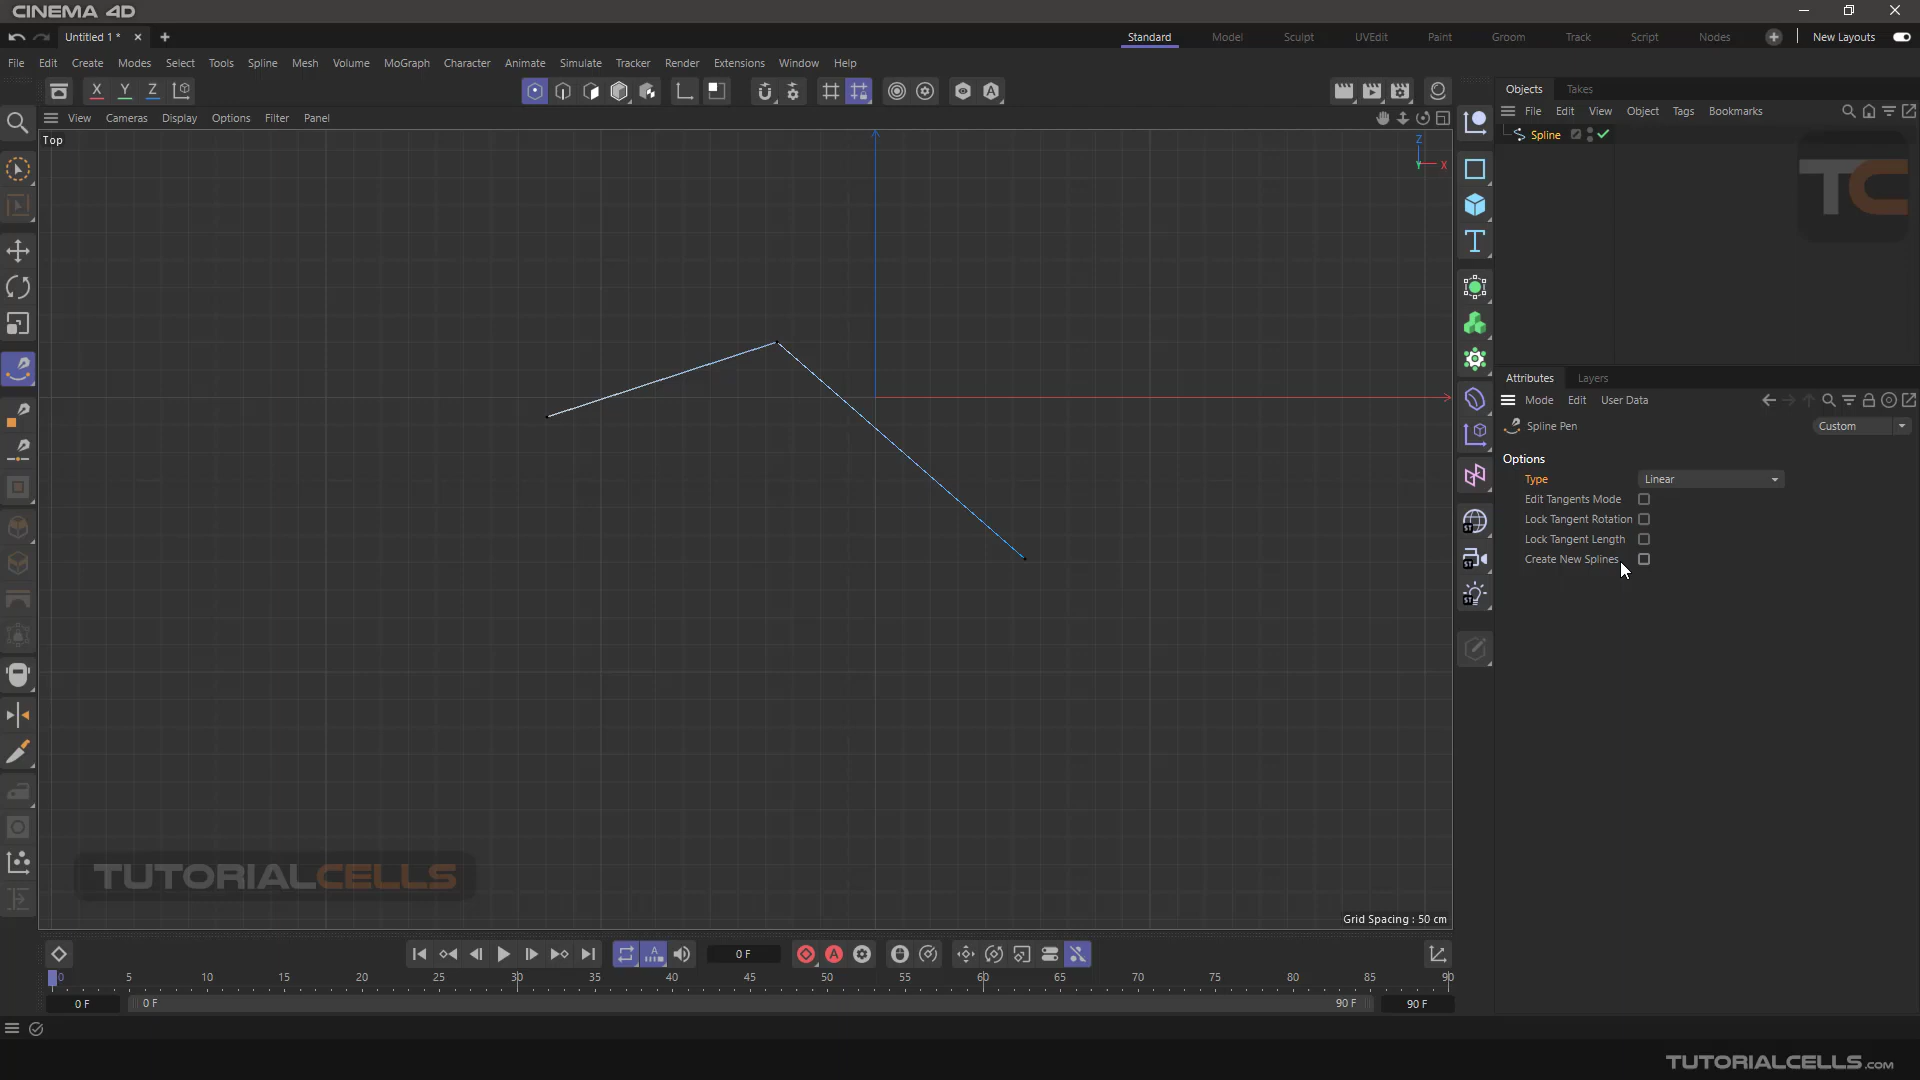 CINEMA 4D
Untitled 1 *
Standard Model Sculpt UVEdit Paint Groom Track Script Nodes New Layouts
File Edit Create Modes Select Tools Spline Mesh Volume MoGraph Character Animate Simulate Tracker Render Extensions Window Help
X Y Z
Objects Takes
File Edit View Object Tags Bookmarks
View Cameras Display Options Filter Panel
Top
Z
Y X
Spline
TC
Attributes Layers
Mode Edit User Data
Spline Pen Custom
Options
Type Linear
Edit Tangents Mode
Lock Tangent Rotation
Lock Tangent Length
Create New Splines
ST
ST
ST
TUTORIALCELLS
Grid Spacing : 50 cm
0 F
0 5 10 15 20 25 30 35 40 45 50 55 60 65 70 75 80 85 90
0 F 0 F 90 F 90 F
TUTORIALCELLS.com